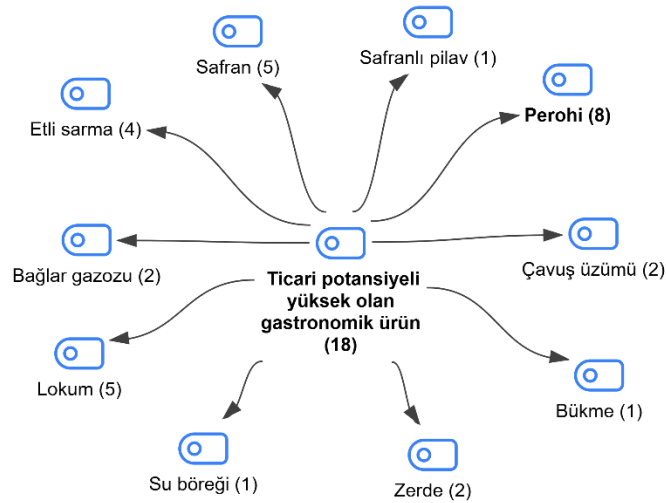 Safranlı pilav (1)
Safran (5)
Perohi (8)
Etli sarma (4)
Bağlar gazozu (2)
Çavuş üzümü (2)
Ticari potansiyeli
yüksek olan
gastronomik ürün
(18)
Lokum (5)
Bükme (1)
Su böreği (1)
Zerde (2)